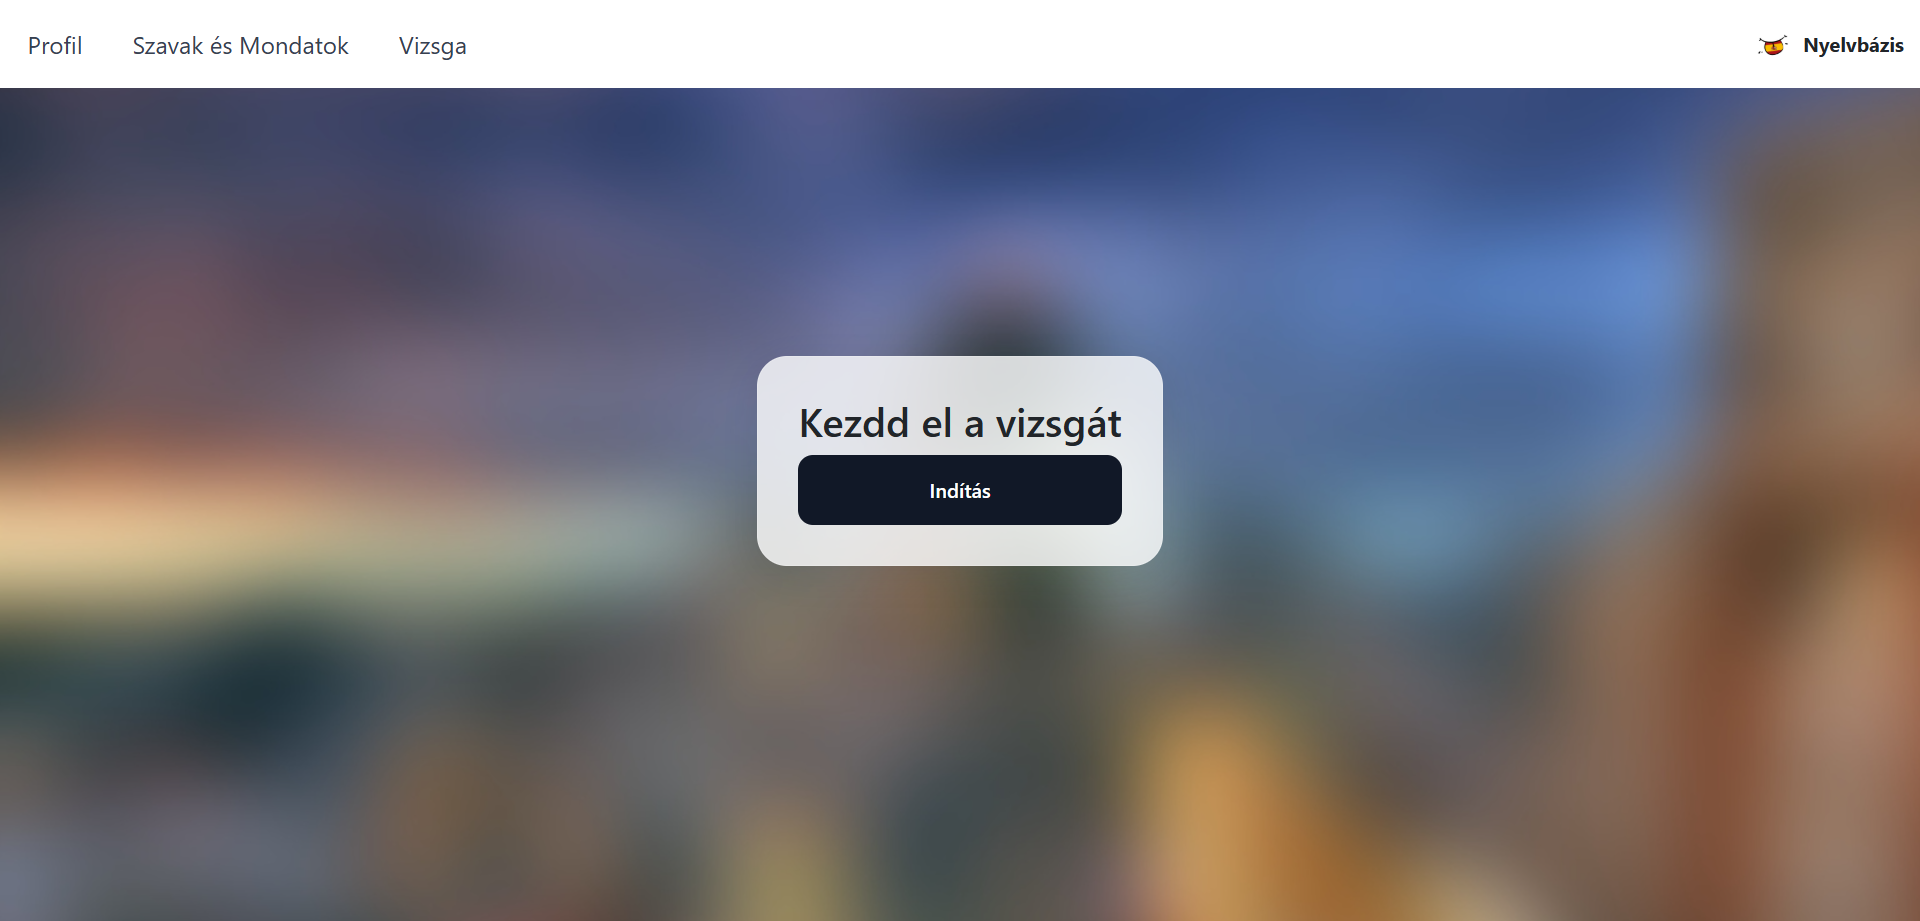 Profil
Szavak és Mondatok
Vizsga
Nyelvbázis
Kezdd el a vizsgát
Indítás